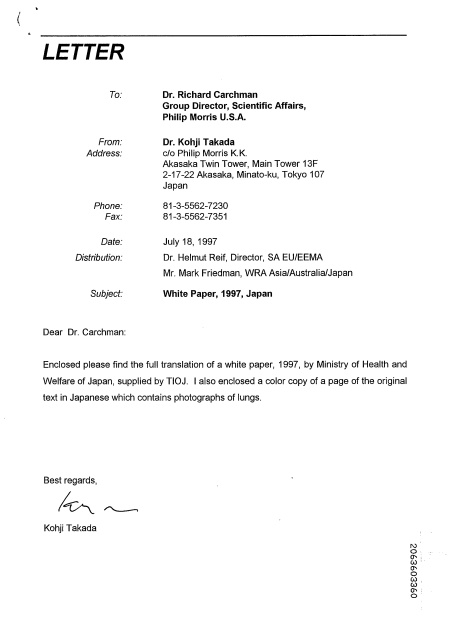 LETTER
To: Dr. Richard Carchman
Group Director, Scientific Affairs,
Philip Morris U.S.A.
From: Dr. Kohji Takada
Address: c/o Philip Morris K.K.
Akasaka Twin Tower, Main Tower 13F
2-17-22 Akasaka, Minato-ku, Tokyo 107
Japan
Phone: 81-3-5562-7230
Fax: 81-3-5562-7351
Date: July 18, 1997
Distribution: Dr. Helmut Reif, Director, SA EU/EEMA
Mr. Mark Friedman, WRA Asia/Australia/Japan
Subject: White Paper, 1997, Japan
Dear Dr. Carchman:
Enclosed please find the full translation of a white paper, 1997, by Ministry of Health and
Welfare of Japan, supplied by TIOJ. I also enclosed a color copy of a page of the original
text in Japanese which contains photographs of lungs.
Best regards,
Kohji Takada
2063603360